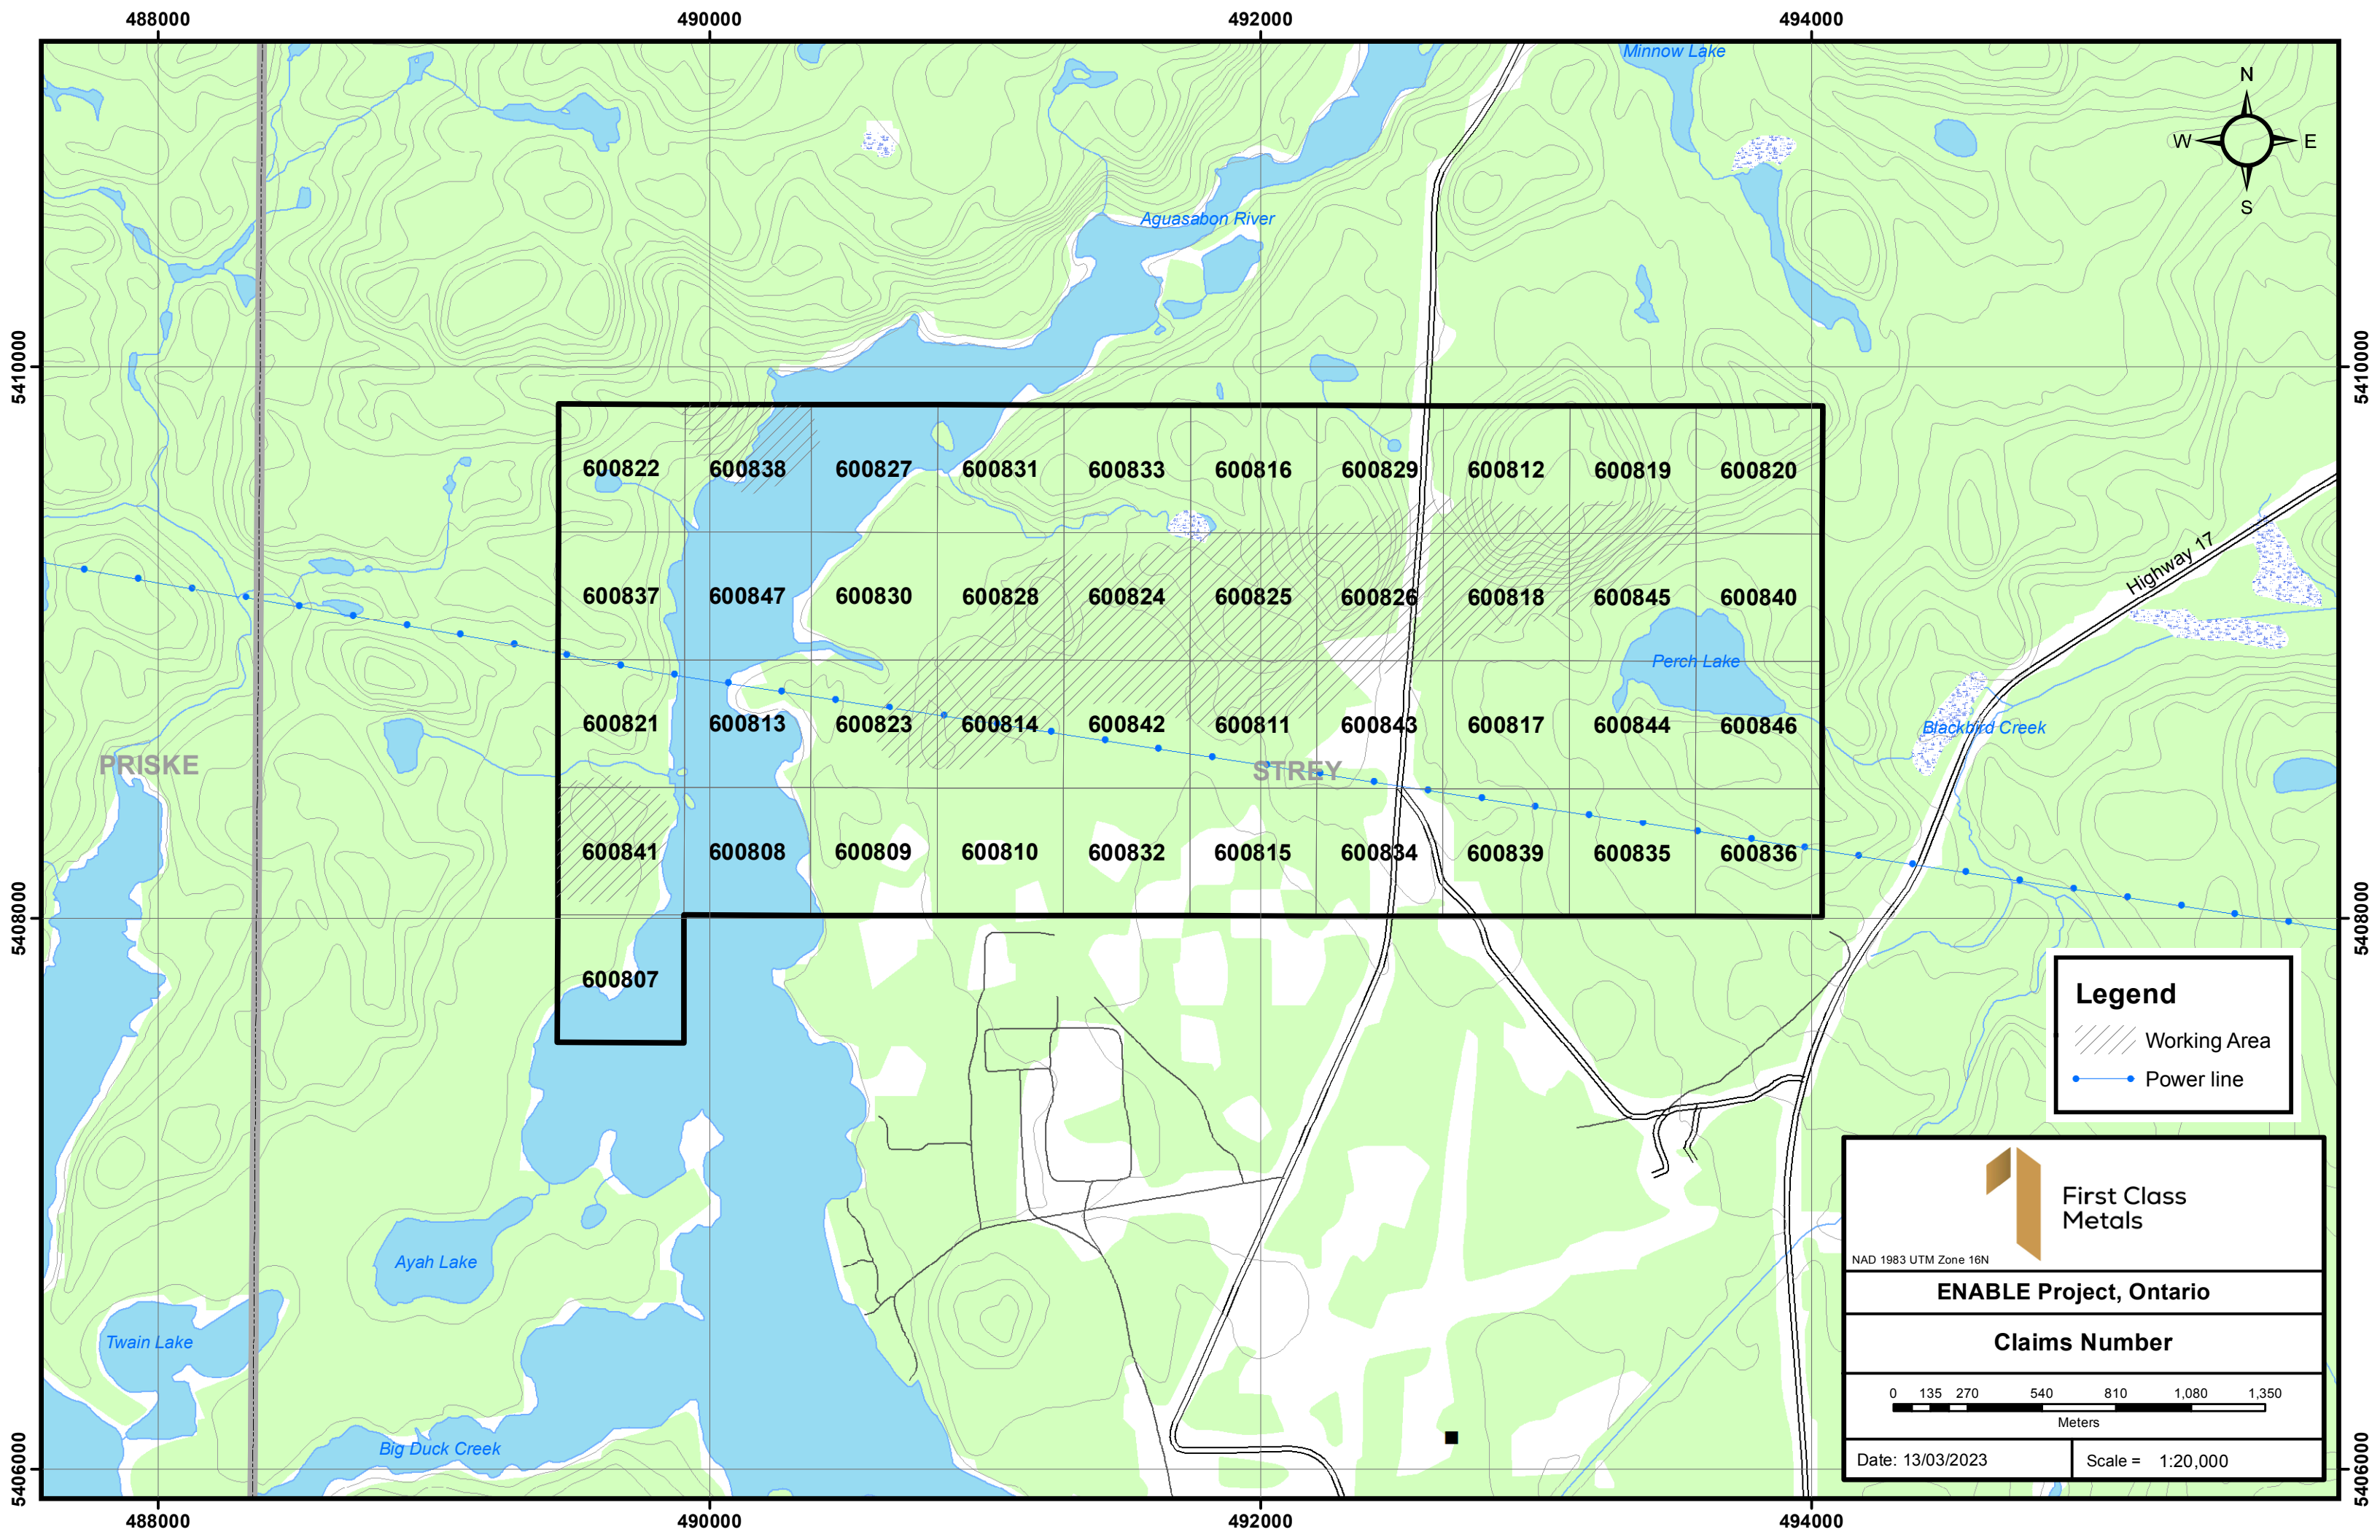 488000 490000 492000 494000
Minnow Lake
N
W E
S
Aguasabon River
5410000 5410000
600822 600838 600827 600831 600833 600816 600829 600812 600819 600820
Highway 17
600837 600847 600830 600828 600824 600825 600826 600818 600845 600840
Perch Lake
600821 600813 600823 600814 600842 600811 600843 600817 600844 600846
Blackbird Creek
PRISKE STREY
600841 600808 600809 600810 600832 600815 600834 600839 600835 600836
5408000 5408000
600807
Legend
Working Area
Power line
First Class
Metals
NAD 1983 UTM Zone 16N
Ayah Lake
ENABLE Project, Ontario
Twain Lake
Claims Number
0 135 270 540 810 1,080 1,350
Meters
Big Duck Creek
Date: 13/03/2023 Scale = 1:20,000
5406000 5406000
488000 490000 492000 494000